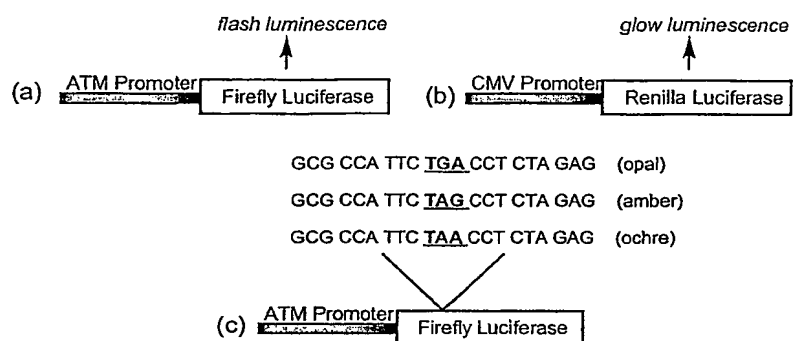 flash luminescence
glow luminescence
(a) ATM Promoter Firefly Luciferase
(b) CMV Promoter Renilla Luciferase
GCG CCA TTC TGA CCT CTA GAG (opal)
GCG CCA TTC TAG CCT CTA GAG (amber)
GCG CCA TTC TAA CCT CTA GAG (ochre)
(c) ATM Promoter Firefly Luciferase